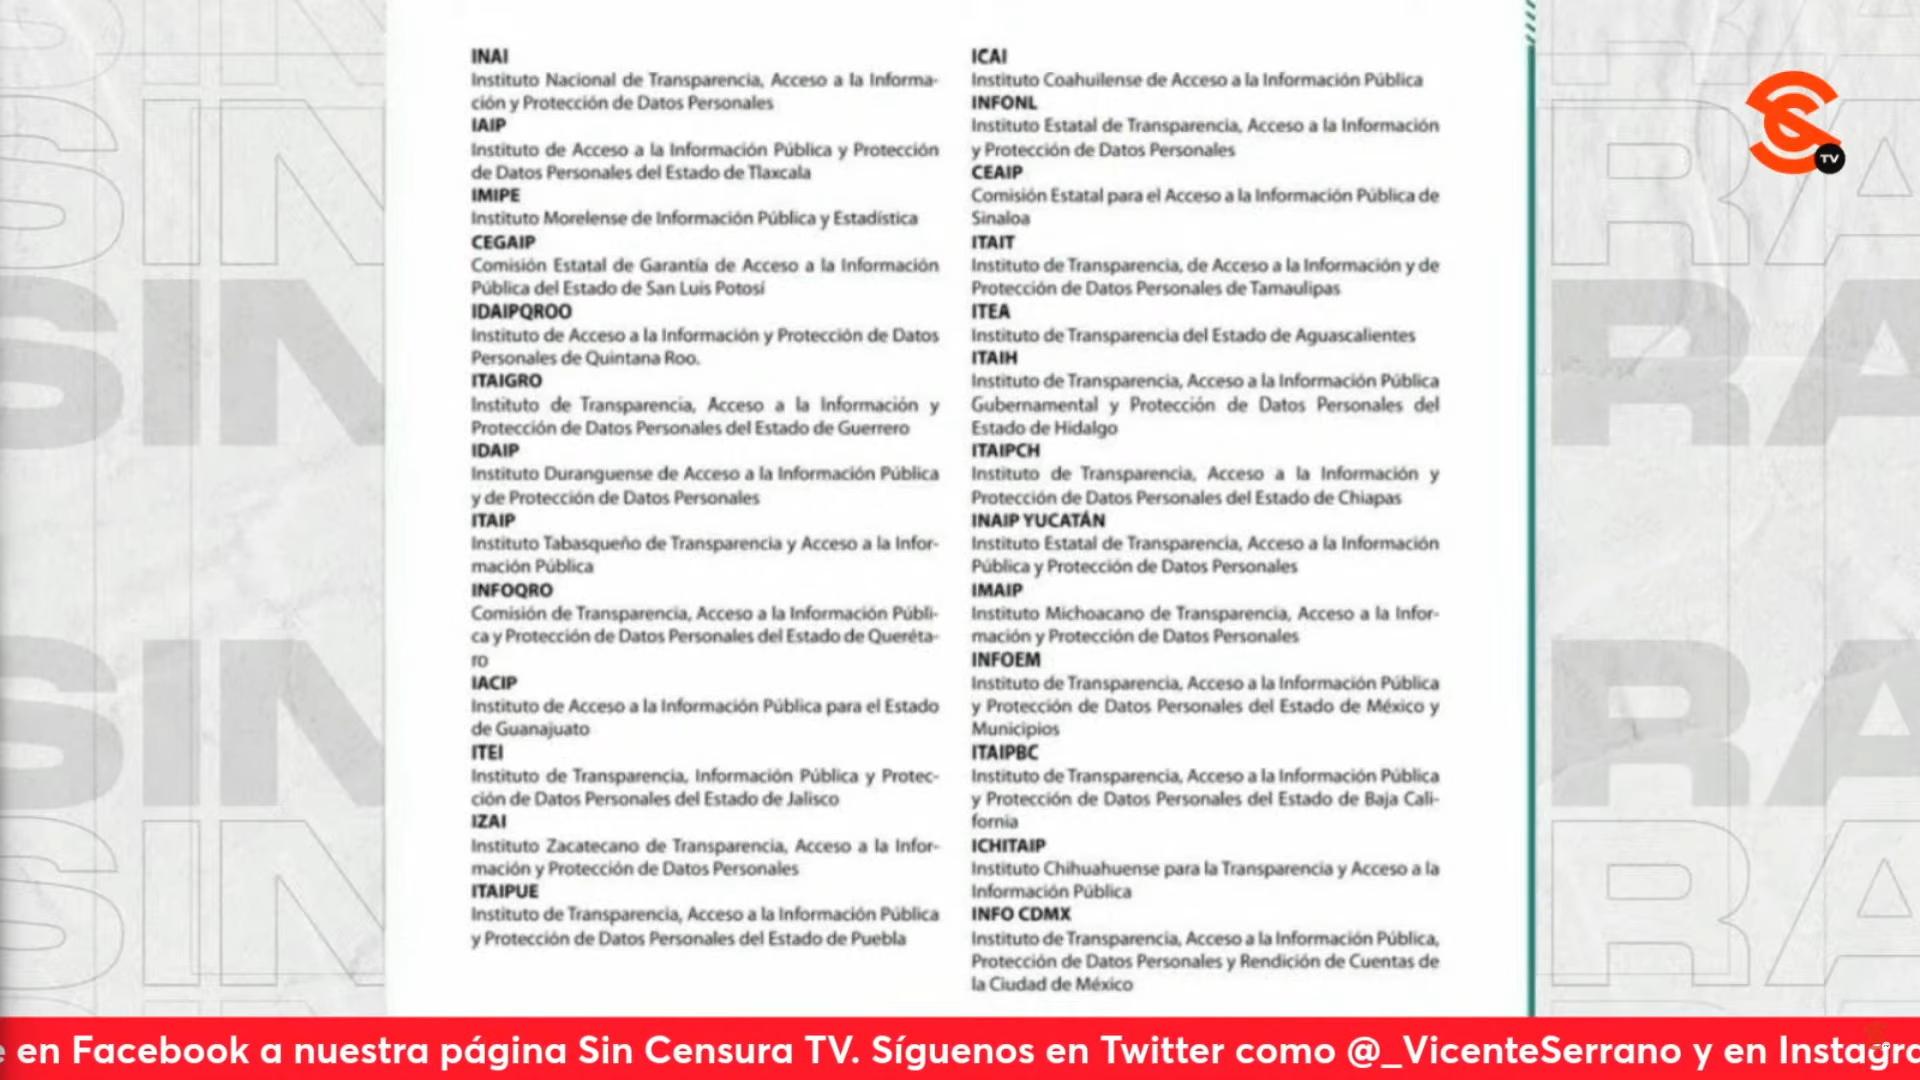 INAI
Instituto Nacional de Transparencia, Acceso a la Informa-
ción y Protección de Datos Personales
IAIP
Instituto de Acceso a la Información Pública y Protección
de Datos Personales del Estado de Tlaxcala
IMIPE
Instituto Morelense de Información Pública y Estadística
CEGAIP
Comisión Estatal de Garantía de Acceso a la Información
Pública del Estado de San Luis Potosí
IDAIPQROO
Instituto de Acceso a la Información y Protección de Datos
Personales de Quintana Roo.
ITAIGRO
Instituto de Transparencia, Acceso a la Información y
Protección de Datos Personales del Estado de Guerrero
IDAIP
Instituto Duranguense de Acceso a la Información Pública
y de Protección de Datos Personales
ITAIP
Instituto Tabasqueño de Transparencia y Acceso a la Infor-
mación Pública
INFOQRO
Comisión de Transparencia, Acceso a la Información Públi-
ca y Protección de Datos Personales del Estado de Queréta-
ro
IACIP
Instituto de Acceso a la Información Pública para el Estado
de Guanajuato
ITEI
Instituto de Transparencia, Información Pública y Protec-
ción de Datos Personales del Estado de Jalisco
IZAI
Instituto Zacatecano de Transparencia, Acceso a la Infor-
mación y Protección de Datos Personales
ITAIPUE
Instituto de Transparencia, Acceso a la Información Pública
y Protección de Datos Personales del Estado de Puebla
ICAI
Instituto Coahuilense de Acceso a la Información Pública
INFONL
Instituto Estatal de Transparencia, Acceso a la Información
y Protección de Datos Personales
CEAIP
Comisión Estatal para el Acceso a la Información Pública de
Sinaloa
ITAIT
Instituto de Transparencia, de Acceso a la Información y de
Protección de Datos Personales de Tamaulipas
ITEA
Instituto de Transparencia del Estado de Aguascalientes
ITAIH
Instituto de Transparencia, Acceso a la Información Pública
Gubernamental y Protección de Datos Personales del
Estado de Hidalgo
ITAIPCH
Instituto de Transparencia, Acceso a la Información y
Protección de Datos Personales del Estado de Chiapas
INAIP YUCATÁN
Instituto Estatal de Transparencia, Acceso a la Información
Pública y Protección de Datos Personales
IMAIP
Instituto Michoacano de Transparencia, Acceso a la Infor-
mación y Protección de Datos Personales
INFOEM
Instituto de Transparencia, Acceso a la Información Pública
y Protección de Datos Personales del Estado de México y
Municipios
ITAIPBC
Instituto de Transparencia, Acceso a la Información Pública
y Protección de Datos Personales del Estado de Baja Cali-
fornia
ICHITAIP
Instituto Chihuahuense para la Transparencia y Acceso a la
Información Pública
INFO CDMX
Instituto de Transparencia, Acceso a la Información Pública,
Protección de Datos Personales y Rendición de Cuentas de
la Ciudad de México
TV
SIN
SIN
SIN
SIN
SIN
RA
RA
RA
RA
RA
en Facebook a nuestra página Sin Censura TV. Síguenos en Twitter como @_VicenteSerrano y en Instagra